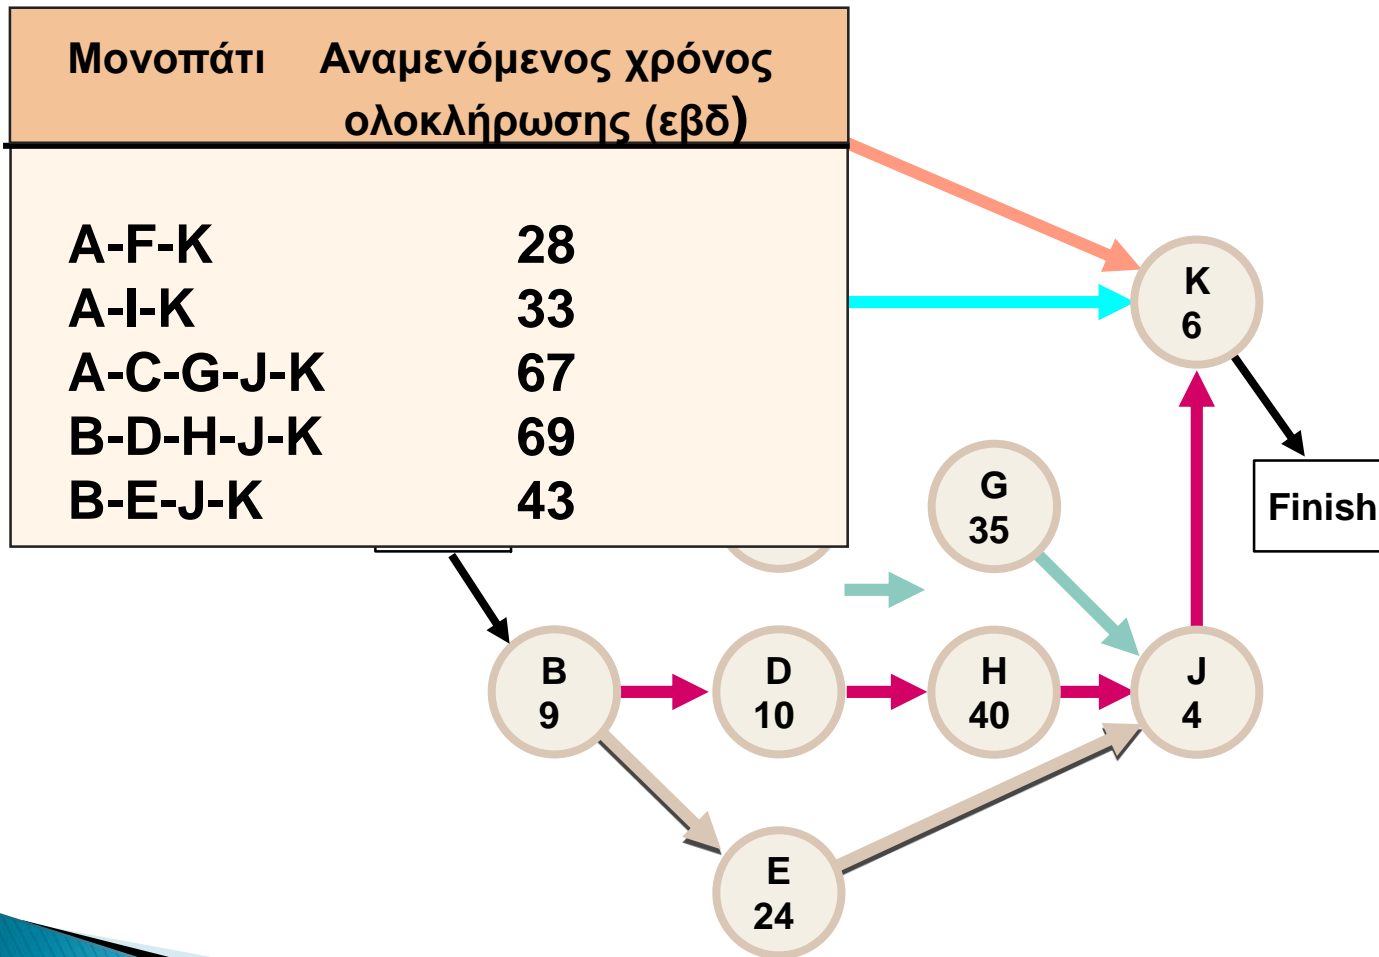 Μονοπάτι Αναμενόμενος χρόνος
ολοκλήρωσης (εβδ)
A-F-K 28
A-I-K 33
A-C-G-J-K 67
B-D-H-J-K 69
B-E-J-K 43
K
6
G
35
Finish
B
9
D
10
H
40
J
4
E
24